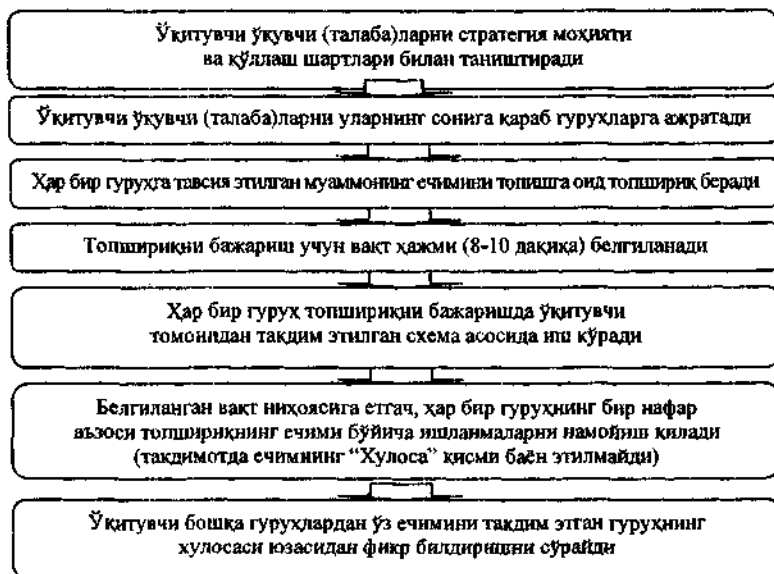 Ўқитувчи ўқувчи (талаба)ларни стратегия моҳияти
ва қўллаш шартлари билан таништиради
Ўқитувчи ўқувчи (талаба)ларни уларнинг сонига қараб гуруҳларга ажратади
Ҳар бир гуруҳга тавсия этилган муаммонинг ечимини топишга оид топшириқ беради
Топшириқни бажариш учун вақт ҳажми (8-10 дақиқа) белгиланади
Ҳар бир гуруҳ топшириқни бажаришда ўқитувчи
томонидан тақдим этилган схема асосида иш кўради
Белгиланган вақт ниҳоясига етгач, ҳар бир гуруҳнинг бир нафар
аъзоси топшириқнинг ечими бўйича ишланмаларни намойиш қилади
(тақдимотда ечимнинг “Хулоса” қисми баён этилмайди)
Ўқитувчи бошқа гуруҳлардан ўз ечимини тақдим этган гуруҳнинг
хулосаси юзасидан фикр билдиришни сўрайди